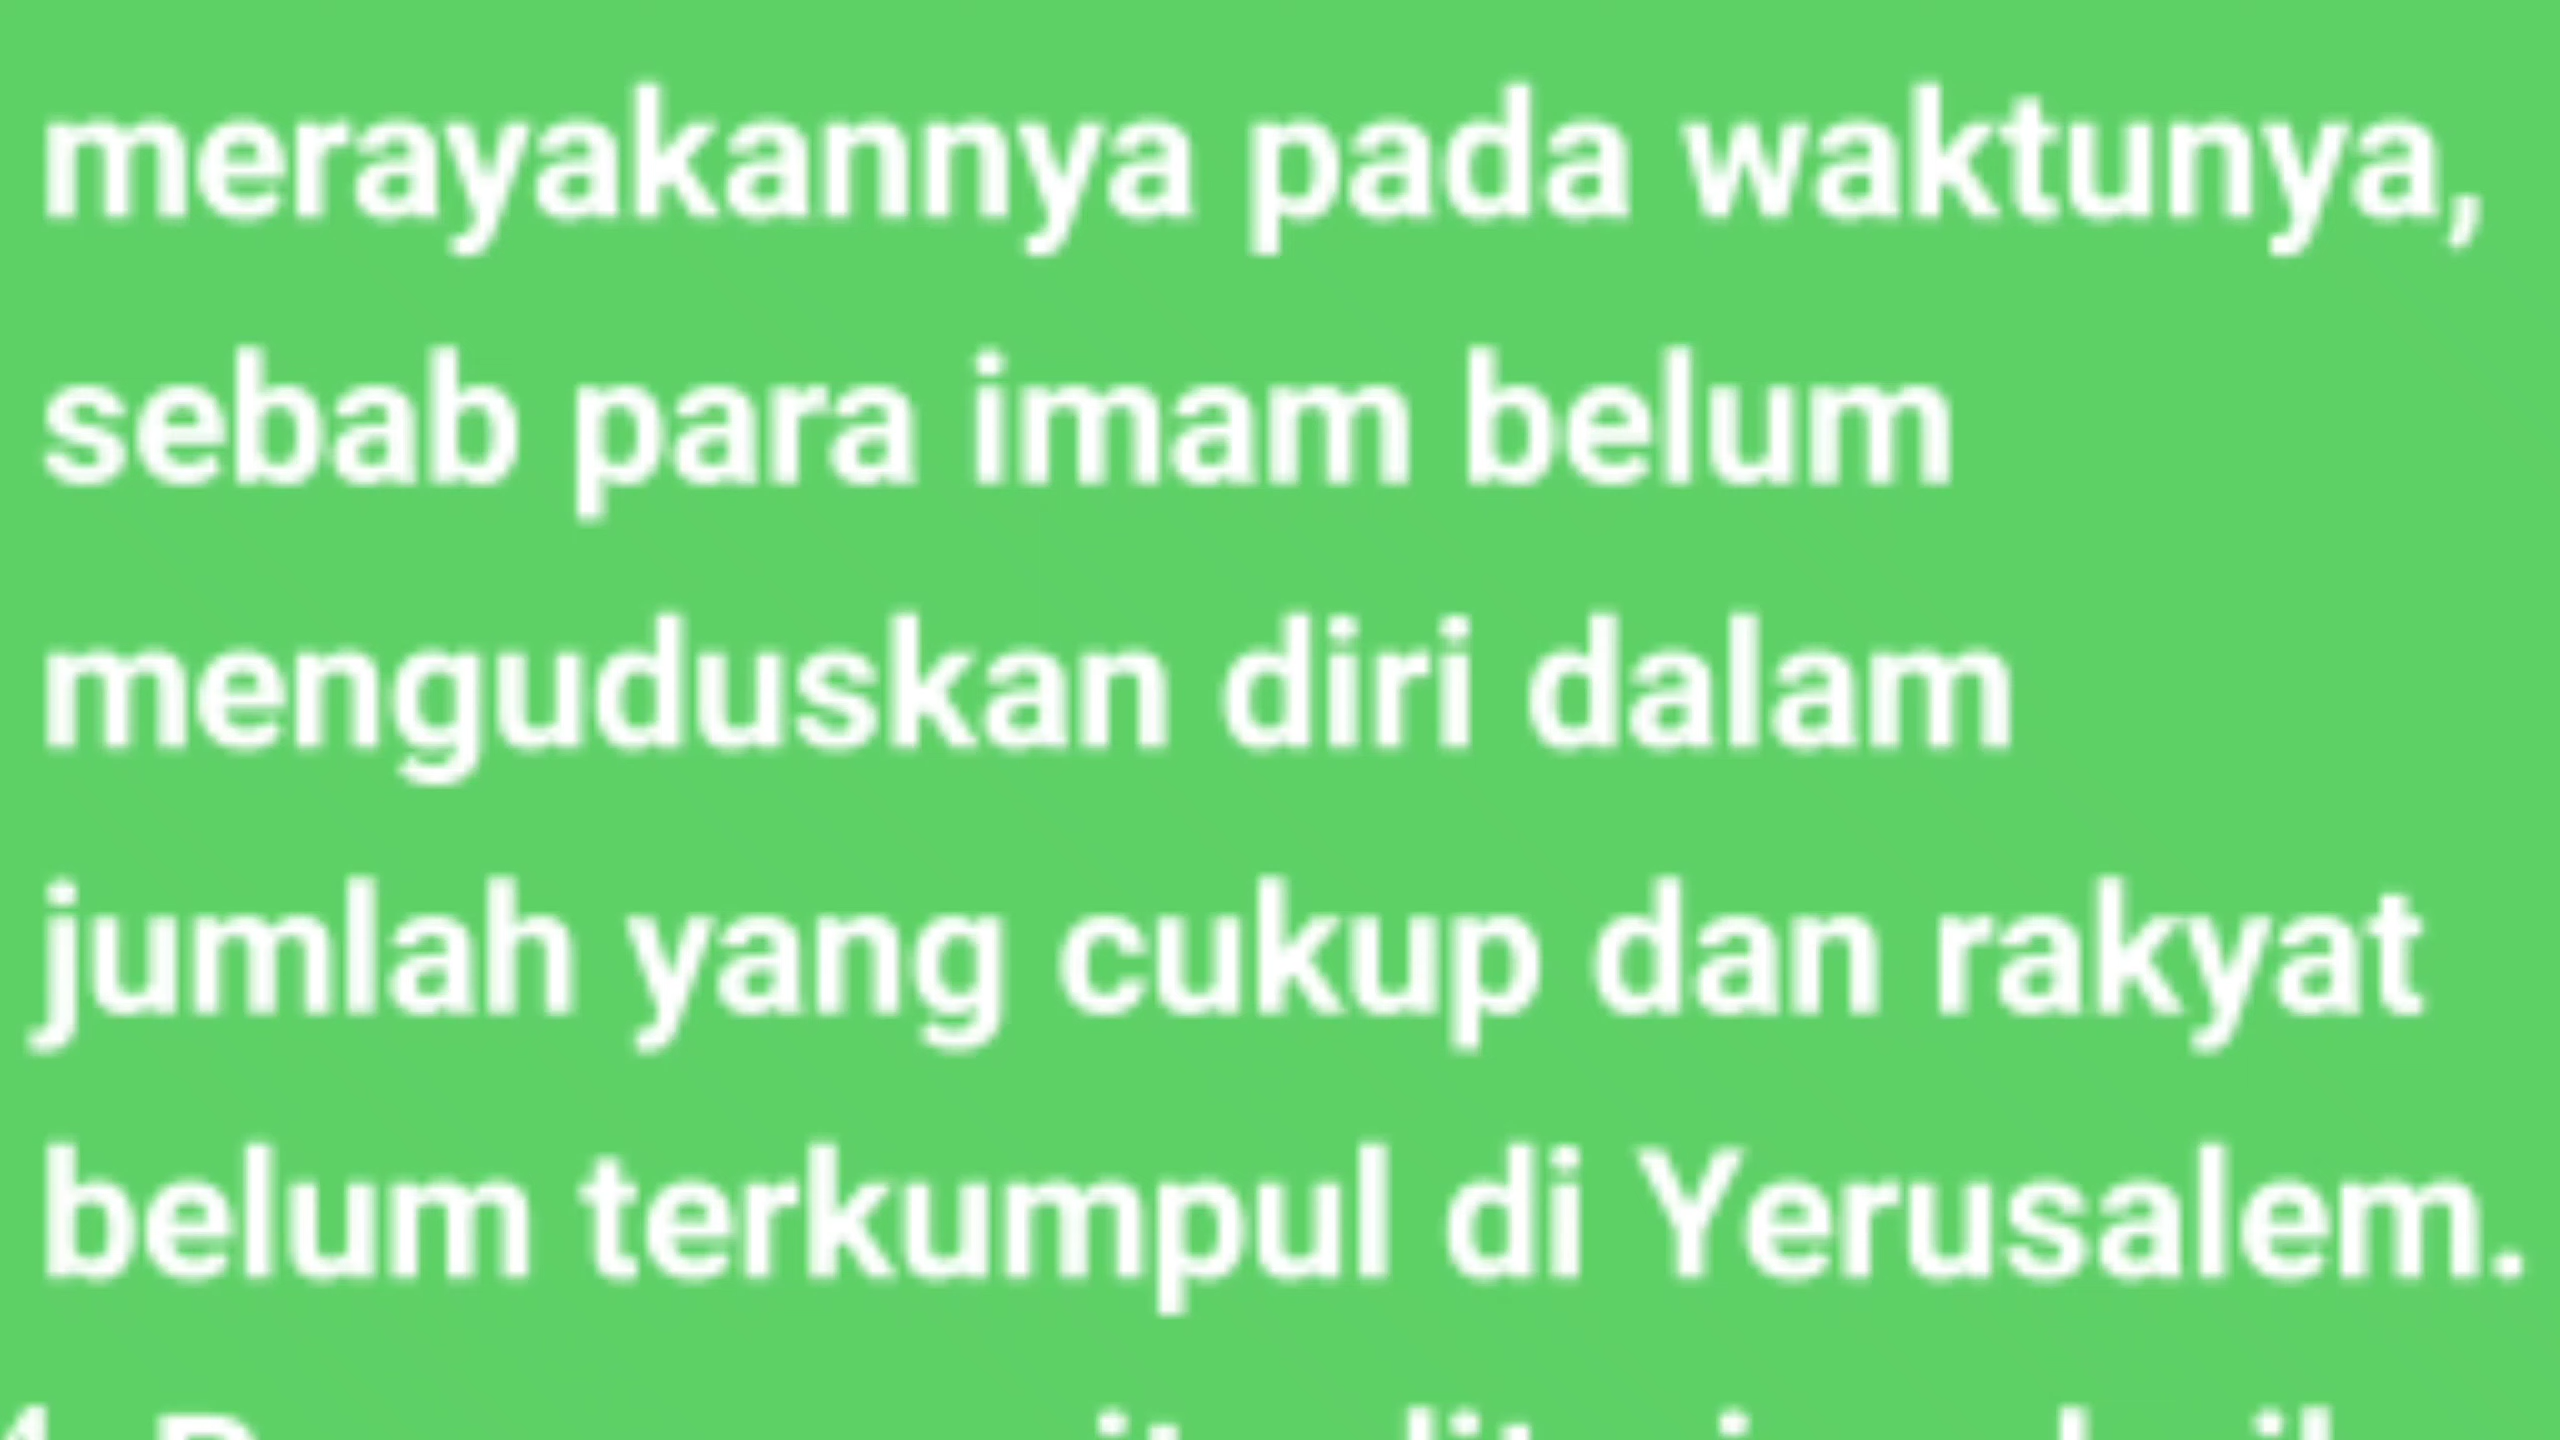 merayakannya pada waktunya,
sebab para imam belum
menguduskan diri dalam
jumlah yang cukup dan rakyat
belum terkumpul di Yerusalem.